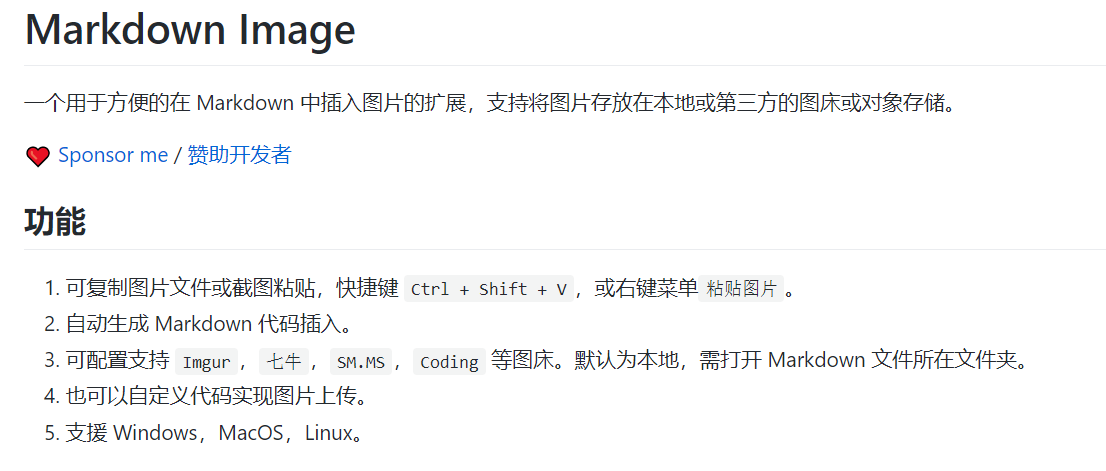 Markdown Image
一个用于方便的在 Markdown 中插入图片的扩展，支持将图片存放在本地或第三方的图床或对象存储。
Sponsor me / 赞助开发者
功能
1. 可复制图片文件或截图粘贴，快捷键 Ctrl + Shift + V，或右键菜单 粘贴图片。
2. 自动生成 Markdown 代码插入。
3. 可配置支持 Imgur，七牛，SM.MS，Coding 等图床。默认为本地，需打开 Markdown 文件所在文件夹。
4. 也可以自定义代码实现图片上传。
5. 支援 Windows，MacOS，Linux。